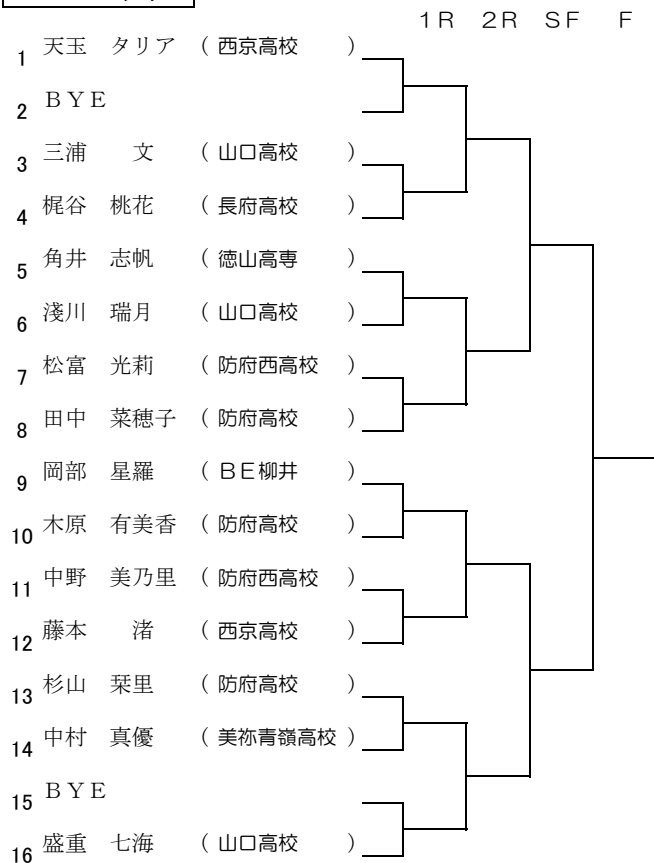 1R 2R SF F
1 天玉 タリア （西京高校）
2 BYE
3 三浦 文 （山口高校）
4 梶谷 桃花 （長府高校）
5 角井 志帆 （徳山高専）
6 淺川 瑞月 （山口高校）
7 松富 光莉 （防府西高校）
8 田中 菜穂子 （防府高校）
9 岡部 星羅 （BE柳井）
10 木原 有美香 （防府高校）
11 中野 美乃里 （防府西高校）
12 藤本 渚 （西京高校）
13 杉山 栞里 （防府高校）
14 中村 真優 （美祢青嶺高校）
15 BYE
16 盛重 七海 （山口高校）